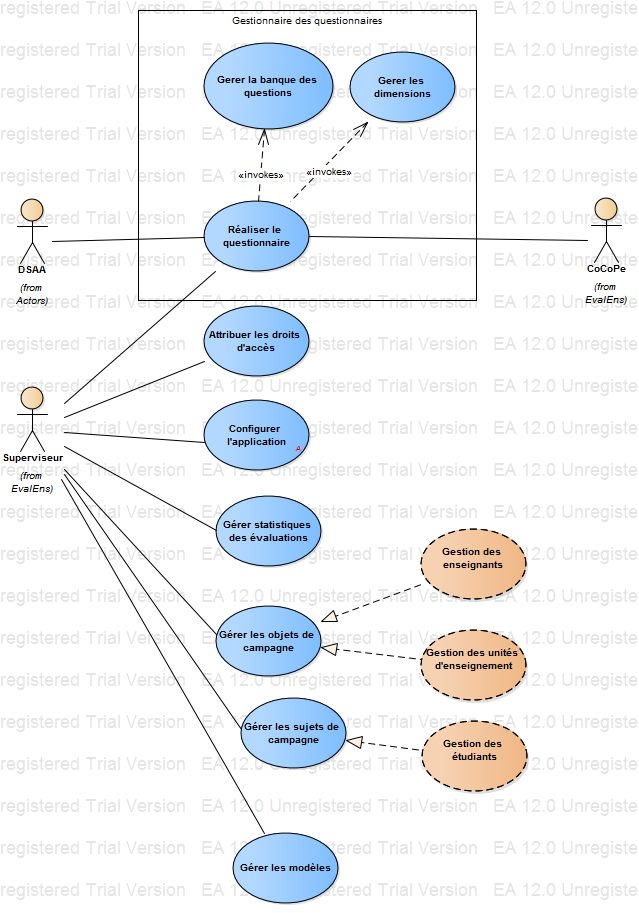 registered Trial Version EA 12.0 Unregistered Trial Version EA 12.0 Unregiste
Gestionnaire des questionnaires
Gerer la banque des
questions
Gerer les
dimensions
«invokes»
«invokes»
Réaliser le
questionnaire
DSAA
(from
Actors)
CoCoPe
(from
EvalEns)
Attribuer les droits
d'accès
Superviseur
(from
EvalEns)
Configurer
l'application
A
Gérer statistiques
des évaluations
Gestion des
enseignants
Gérer les objets de
campagne
Gestion des unités
d'enseignement
Gérer les sujets de
campagne
Gestion des
étudiants
Gérer les modèles